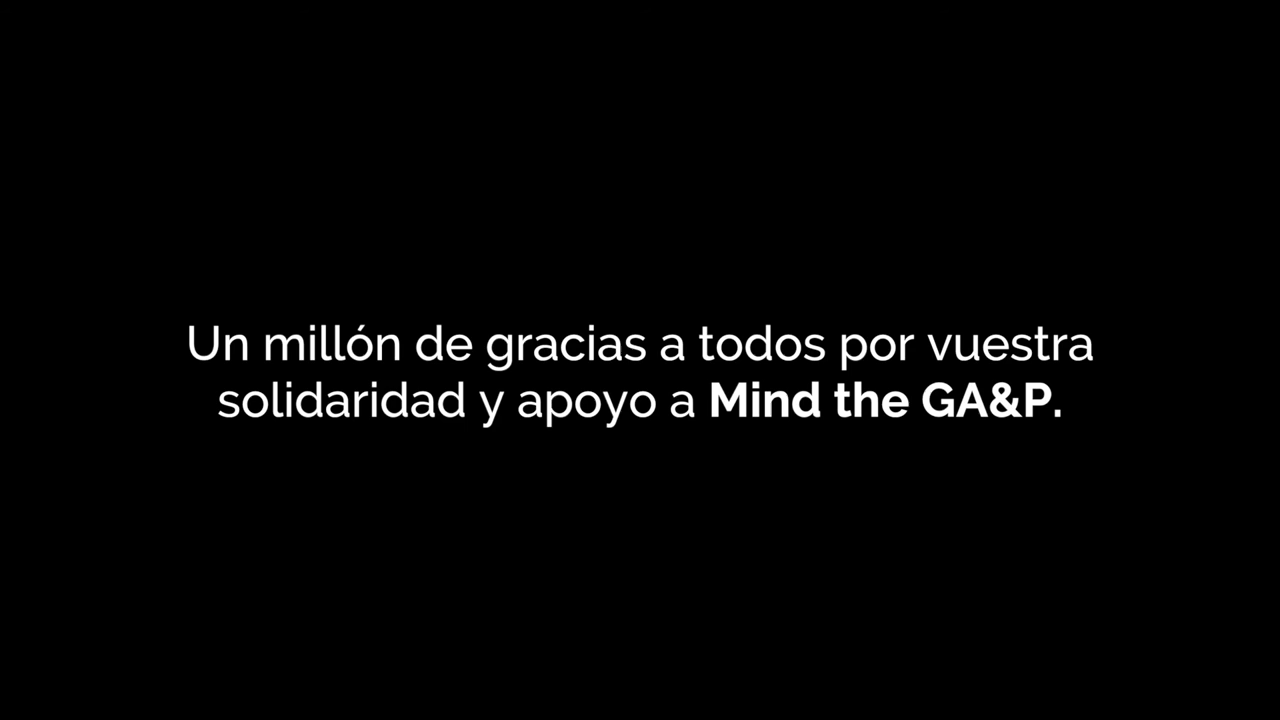 Un millón de gracias a todos por vuestra
solidaridad y apoyo a Mind the GA&P.